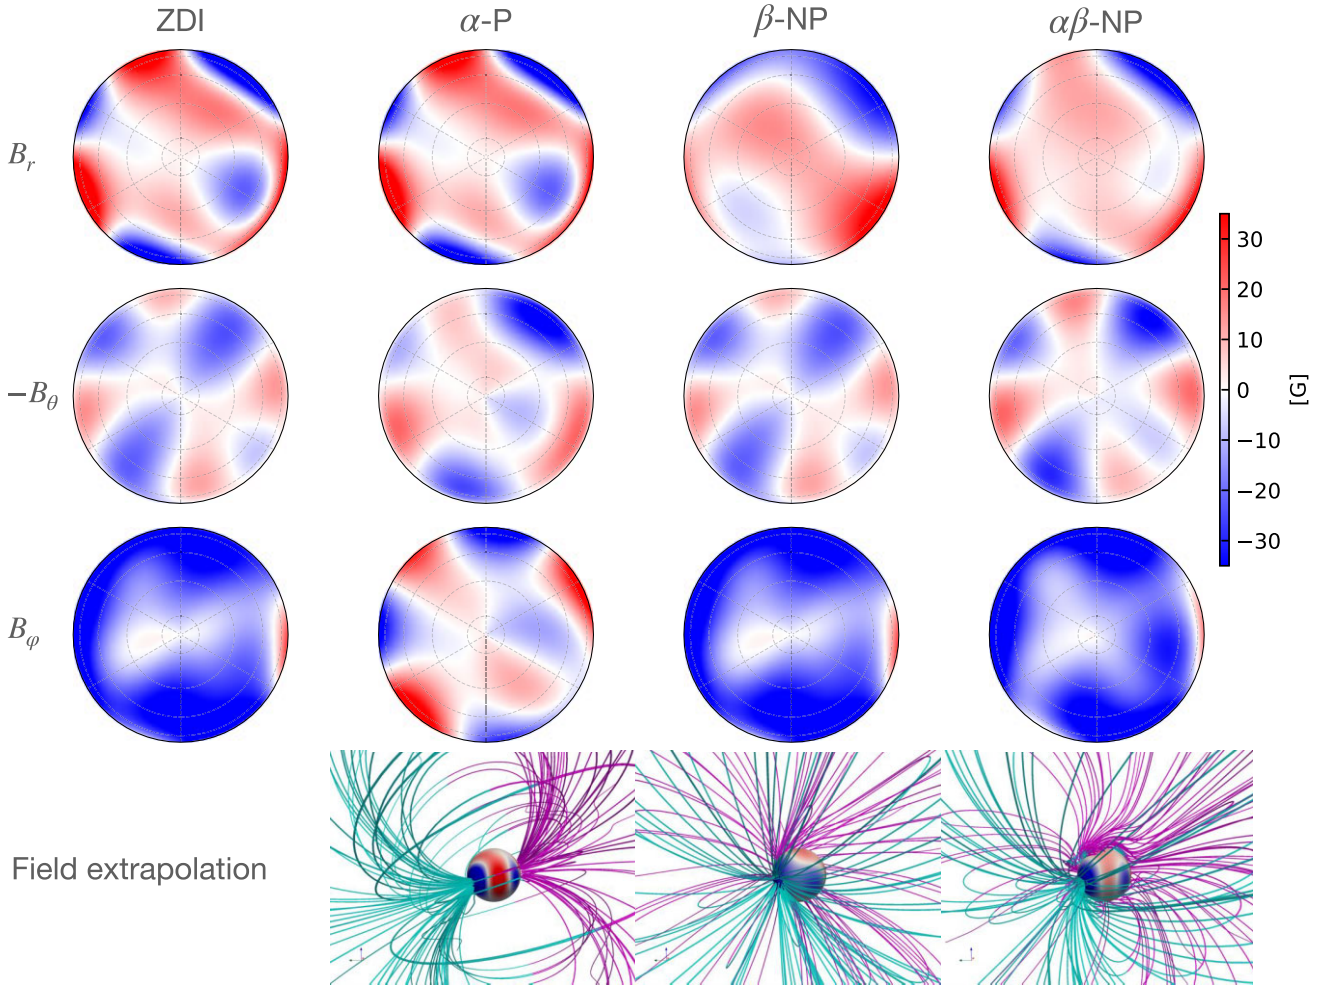 ZDI α-P β-NP αβ-NP
B_r
−B_θ
B_φ
30
20
10
0
−10
−20
−30
[G]
Field extrapolation